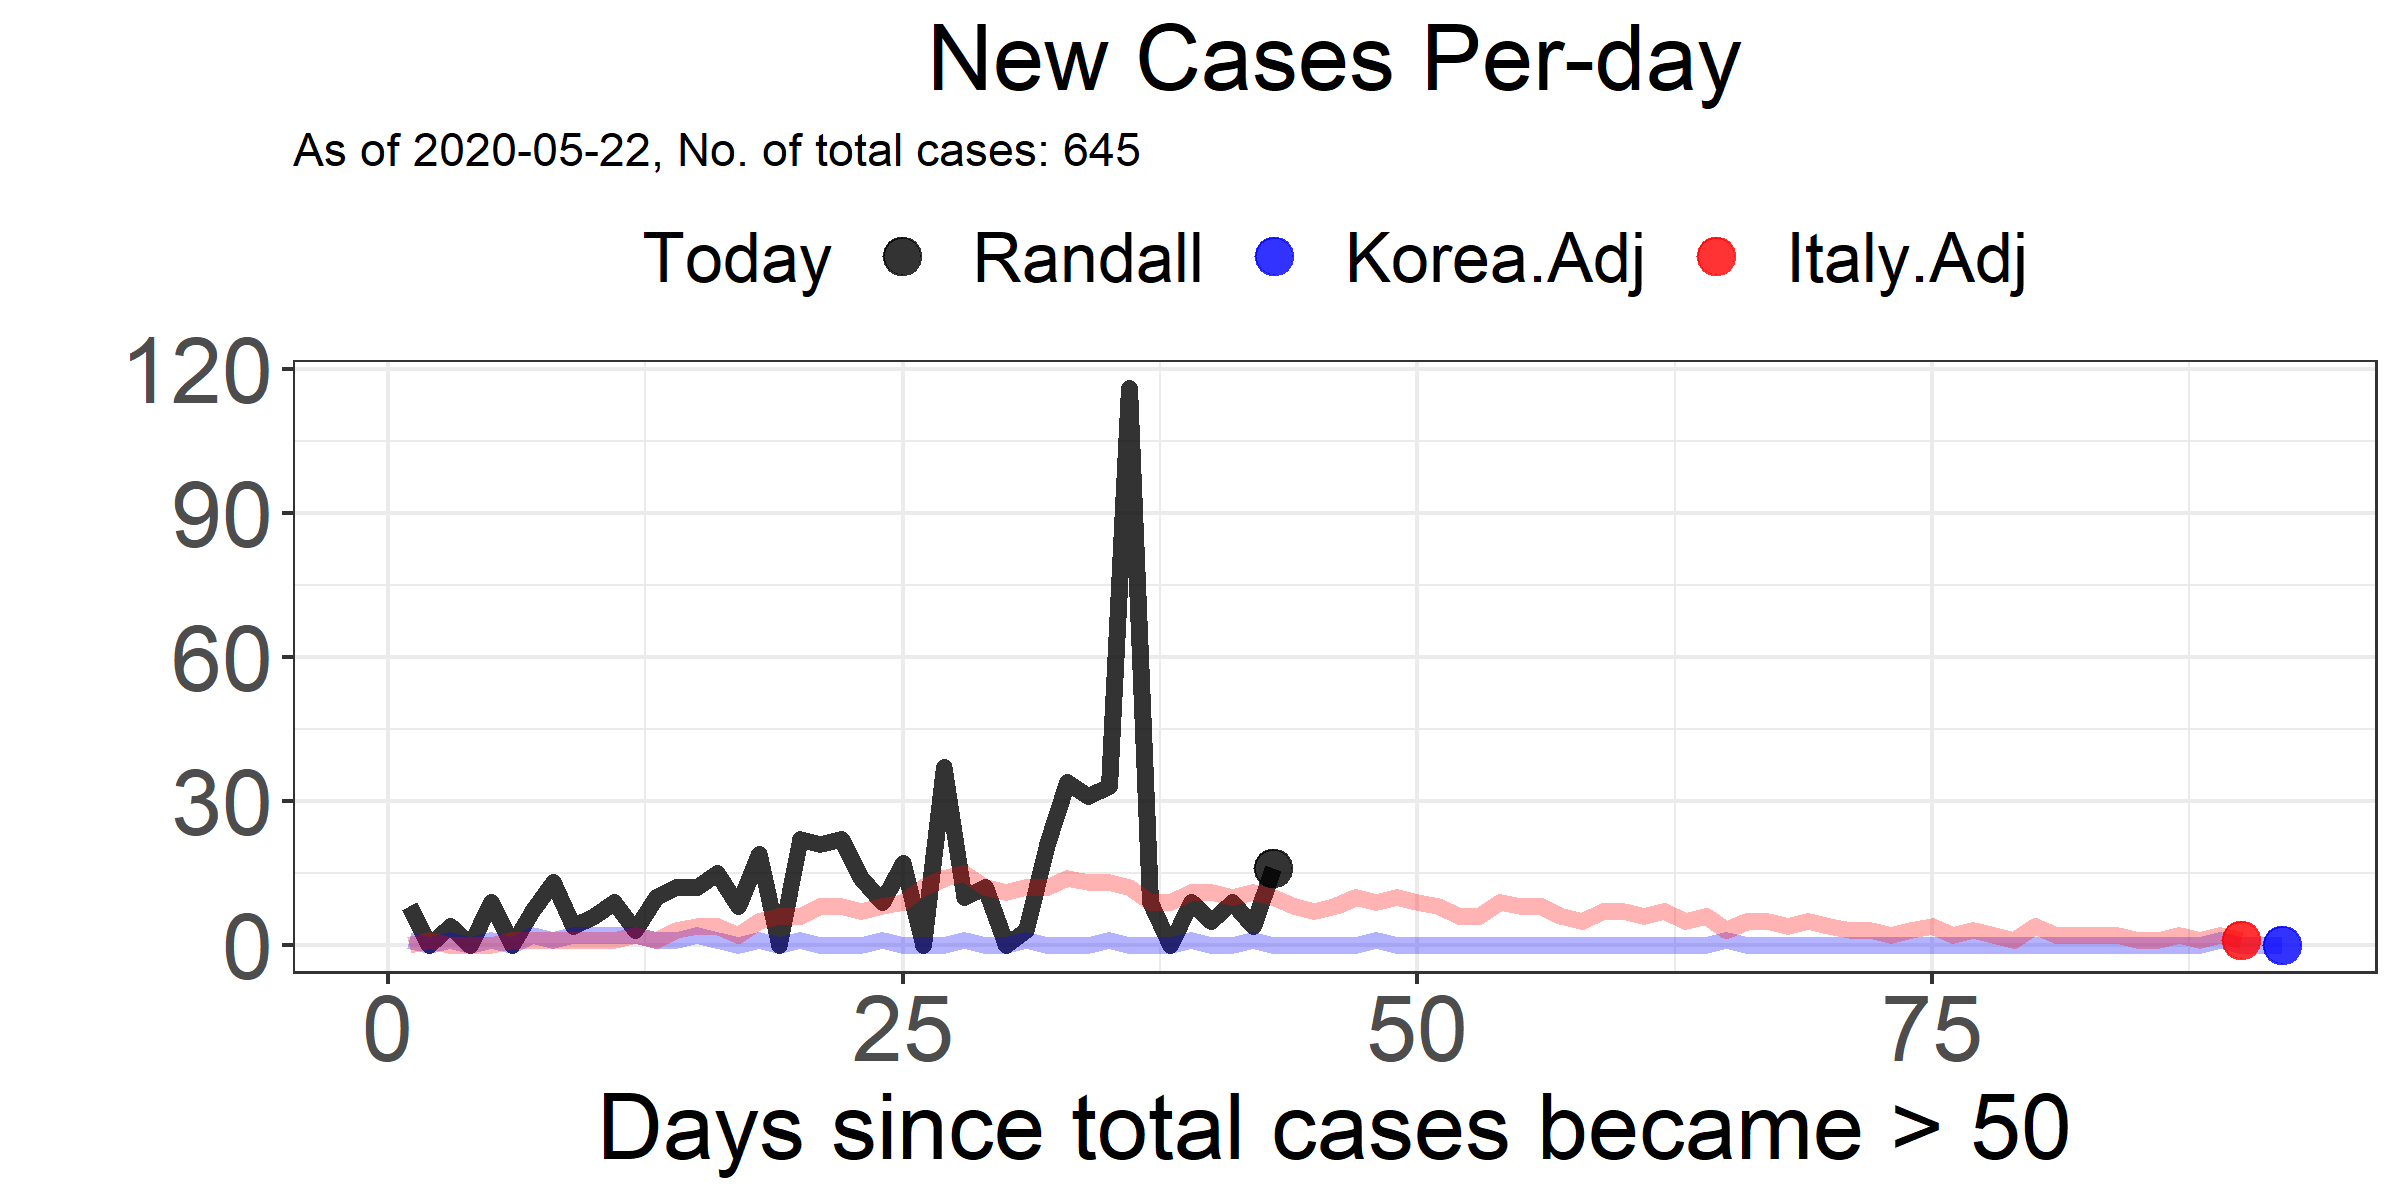 New Cases Per-day
As of 2020-05-22, No. of total cases: 645
Today Randall Korea.Adj Italy.Adj
120
90
60
30
0
0 25 50 75
Days since total cases became > 50